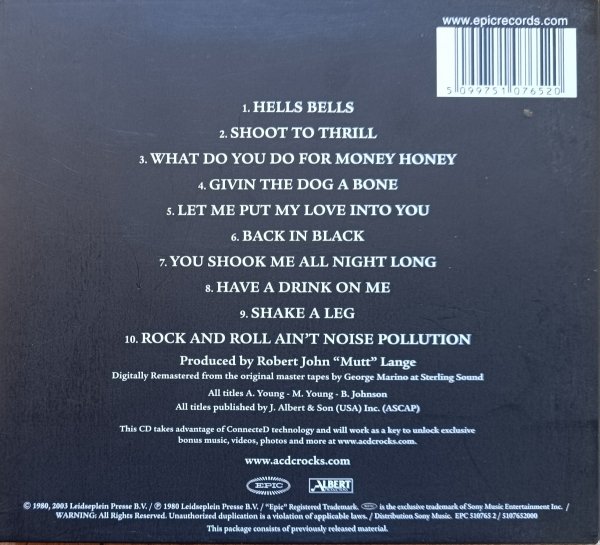 www.epicrecords.com
5 099751 076520
1. HELLS BELLS
2. SHOOT TO THRILL
3. WHAT DO YOU DO FOR MONEY HONEY
4. GIVIN THE DOG A BONE
5. LET ME PUT MY LOVE INTO YOU
6. BACK IN BLACK
7. YOU SHOOK ME ALL NIGHT LONG
8. HAVE A DRINK ON ME
9. SHAKE A LEG
10. ROCK AND ROLL AIN'T NOISE POLLUTION
Produced by Robert John “Mutt” Lange
Digitally Remastered from the original master tapes by George Marino at Sterling Sound
All titles A. Young - M. Young - B. Johnson
All titles published by J. Albert & Son (USA) Inc. (ASCAP)
This CD takes advantage of ConnecteD technology and will work as a key to unlock exclusive
bonus music, videos, photos and more at www.acdcrocks.com.
www.acdcrocks.com
EPIC ALBERT
© 1980, 2003 Leidseplein Presse B.V. / ℗ 1980 Leidseplein Presse B.V. / "Epic" Registered Trademark. EPIC is the exclusive trademark of Sony Music Entertainment Inc. /
WARNING: All Rights Reserved. Unauthorized duplication is a violation of applicable laws. / Distribution Sony Music. EPC 510765 2 / 5107652000
This package consists of previously released material.